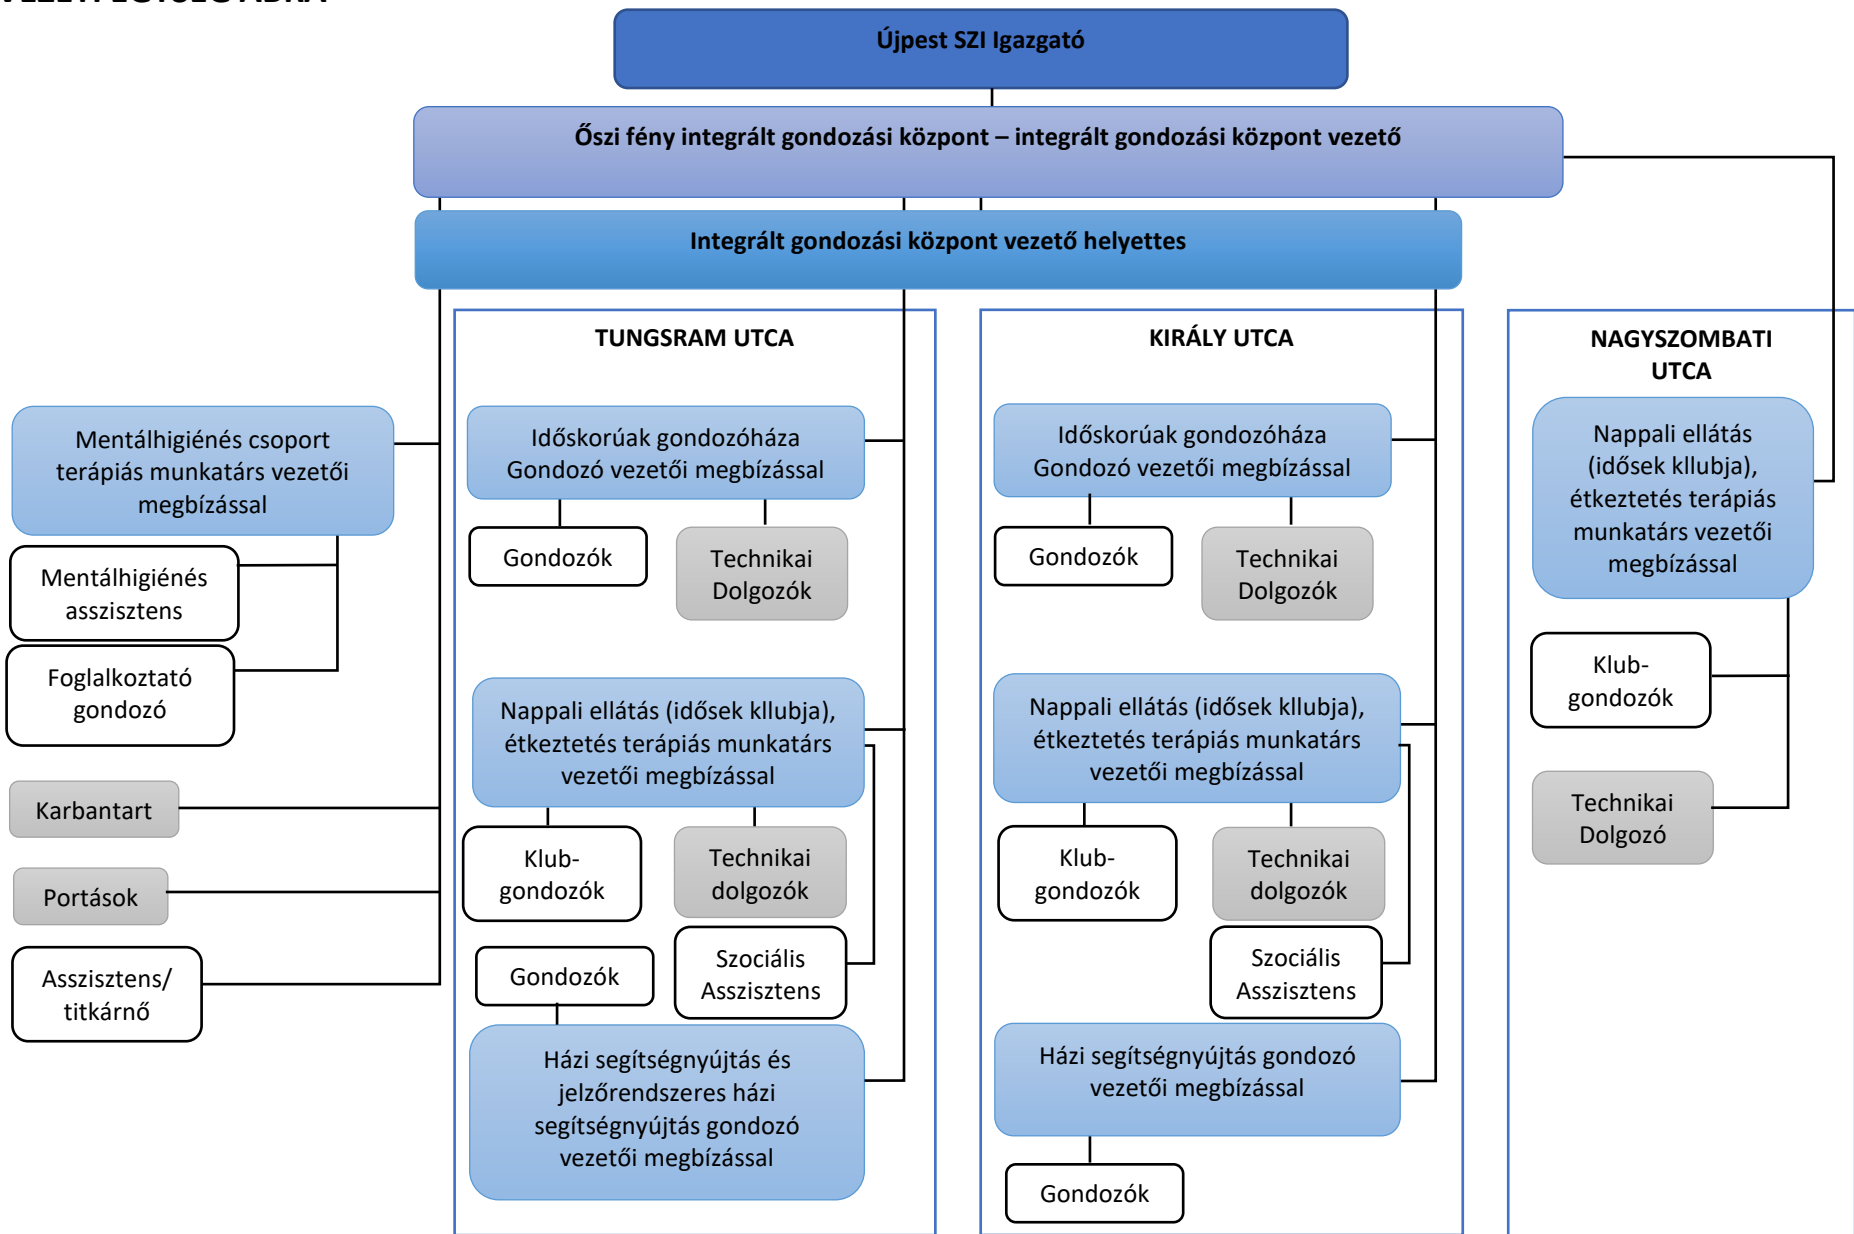 Újpest SZI Igazgató
Őszi fény integrált gondozási központ – integrált gondozási központ vezető
Integrált gondozási központ vezető helyettes
Mentálhigiénés csoport
terápiás munkatárs vezetői
megbízással
Mentálhigiénés
asszisztens
Foglalkoztató
gondozó
Karbantart
Portások
Asszisztens/
titkárnő
TUNGSRAM UTCA
Időskorúak gondozóháza
Gondozó vezetői megbízással
Gondozók
Technikai
Dolgozók
Nappali ellátás (idősek kllubja),
étkeztetés terápiás munkatárs
vezetői megbízással
Klub-
gondozók
Technikai
dolgozók
Gondozók
Szociális
Asszisztens
Házi segítségnyújtás és
jelzőrendszeres házi
segítségnyújtás gondozó
vezetői megbízással
KIRÁLY UTCA
Időskorúak gondozóháza
Gondozó vezetői megbízással
Gondozók
Technikai
Dolgozók
Nappali ellátás (idősek kllubja),
étkeztetés terápiás munkatárs
vezetői megbízással
Klub-
gondozók
Technikai
dolgozók
Szociális
Asszisztens
Házi segítségnyújtás gondozó
vezetői megbízással
Gondozók
NAGYSZOMBATI
UTCA
Nappali ellátás
(idősek kllubja),
étkeztetés terápiás
munkatárs vezetői
megbízással
Klub-
gondozók
Technikai
Dolgozó